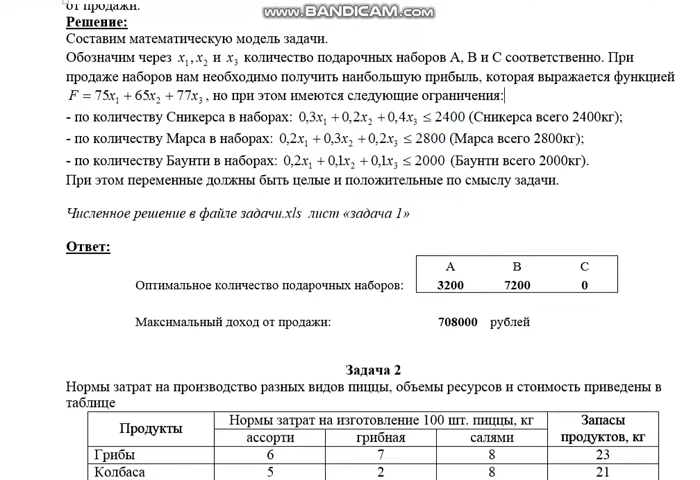 www.BANDICAM.com
от продажи.
Решение:
Составим математическую модель задачи.
Обозначим через x₁, x₂ и x₃ количество подарочных наборов А, В и С соответственно. При
продаже наборов нам необходимо получить наибольшую прибыль, которая выражается функцией
F = 75x₁ + 65x₂ + 77x₃, но при этом имеются следующие ограничения:
- по количеству Сникерса в наборах: 0,3x₁ + 0,2x₂ + 0,4x₃ ≤ 2400 (Сникерса всего 2400кг);
- по количеству Марса в наборах: 0,2x₁ + 0,3x₂ + 0,2x₃ ≤ 2800 (Марса всего 2800кг);
- по количеству Баунти в наборах: 0,2x₁ + 0,1x₂ + 0,1x₃ ≤ 2000 (Баунти всего 2000кг).
При этом переменные должны быть целые и положительные по смыслу задачи.
Численное решение в файле задачи.xls лист «задача 1»
Ответ:
А В С
Оптимальное количество подарочных наборов: 3200 7200 0
Максимальный доход от продажи: 708000 рублей
Задача 2
Нормы затрат на производство разных видов пиццы, объемы ресурсов и стоимость приведены в
таблице
Продукты Нормы затрат на изготовление 100 шт. пиццы, кг Запасы продуктов, кг
ассорти грибная салями
Грибы 6 7 8 23
Колбаса 5 2 8 21